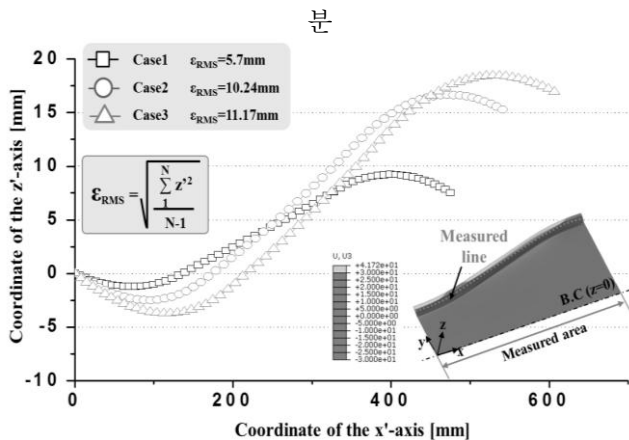 분
20
15
10
5
0
-5
-10
Coordinate of the z'-axis [mm]
Case1 εRMS=5.7mm
Case2 εRMS=10.24mm
Case3 εRMS=11.17mm
εRMS = √(∑ 1 N z'² / N-1)
U, U3
+4.172e+01
+3.000e+01
+2.500e+01
+2.000e+01
+1.500e+01
+1.000e+01
+5.000e+00
+0.000e+00
-5.000e+00
-1.000e+01
-1.500e+01
-2.000e+01
-2.500e+01
-3.000e+01
Measured
line
B.C (z=0)
Measured area
y z x
0 200 400 600
Coordinate of the x'-axis [mm]